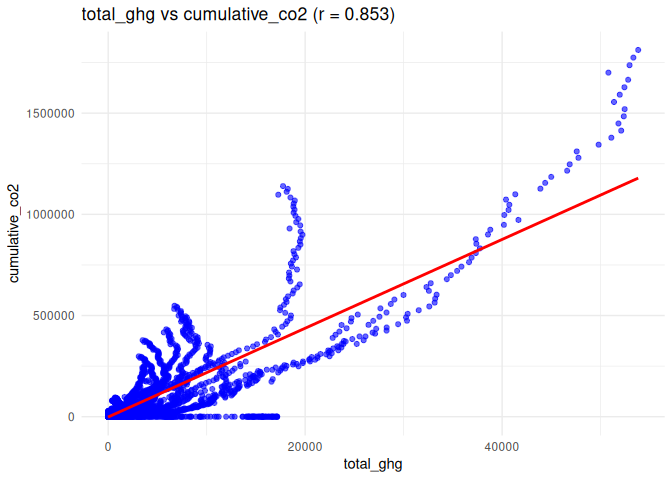 total_ghg vs cumulative_co2 (r = 0.853)
cumulative_co2
1500000
1000000
500000
0
0
20000
40000
total_ghg